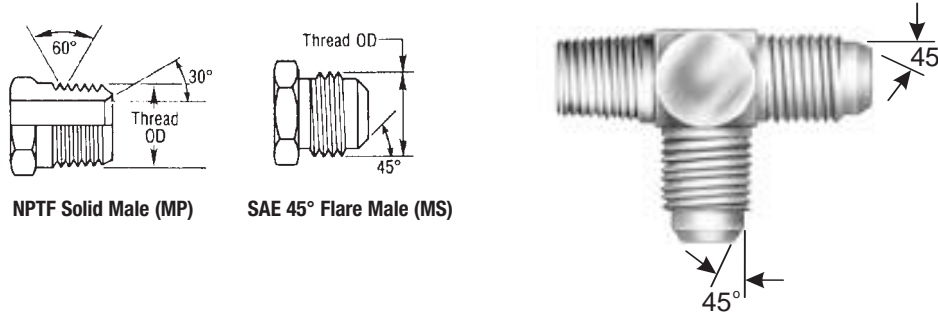 60°
30°
Thread
OD
NPTF Solid Male (MP)
Thread OD
45°
SAE 45° Flare Male (MS)
45
45°